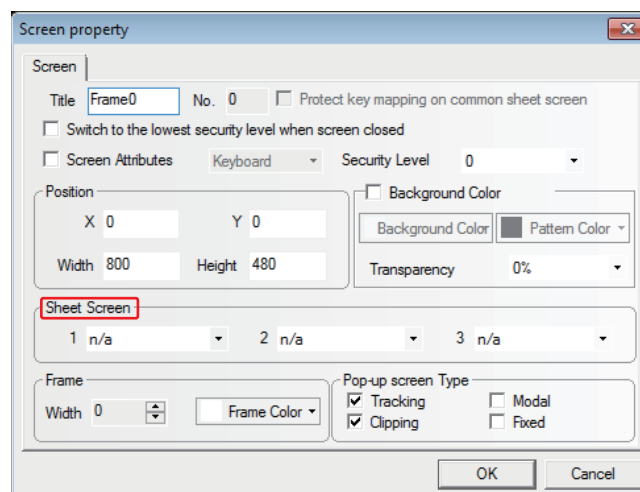 Screen property
Screen
Title Frame0 No. 0 Protect key mapping on common sheet screen
Switch to the lowest security level when screen closed
Screen Attributes Keyboard Security Level 0
Position Background Color
X 0 Y 0 Background Color Pattern Color
Width 800 Height 480 Transparency 0%
Sheet Screen
1 n/a 2 n/a 3 n/a
Frame Pop-up screen Type
Width 0 Frame Color Tracking Modal
Clipping Fixed
OK Cancel